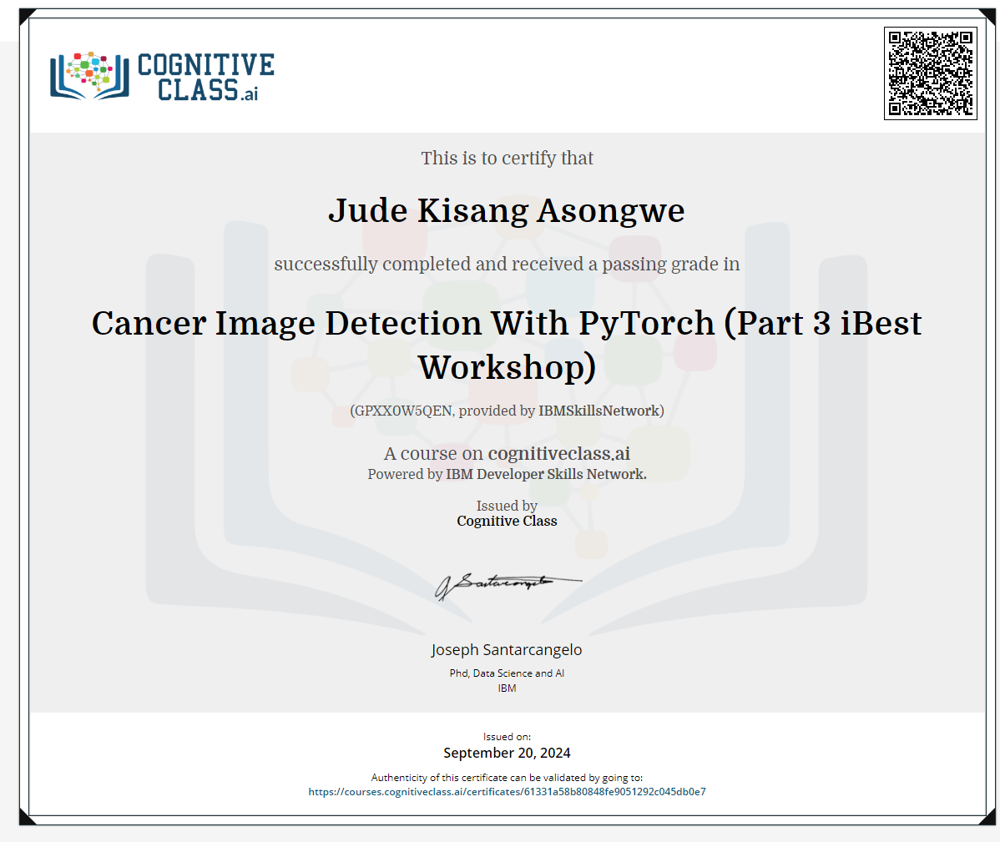 COGNITIVE
CLASS.ai
This is to certify that
Jude Kisang Asongwe
successfully completed and received a passing grade in
Cancer Image Detection With PyTorch (Part 3 iBest
Workshop)
(GPXX0W5QEN, provided by IBMSkillsNetwork)
A course on cognitiveclass.ai
Powered by IBM Developer Skills Network.
Issued by
Cognitive Class
J Santarcangelo
Joseph Santarcangelo
Phd, Data Science and AI
IBM
Issued on:
September 20, 2024
Authenticity of this certificate can be validated by going to:
https://courses.cognitiveclass.ai/certificates/61331a58b80848fe9051292c045db0e7